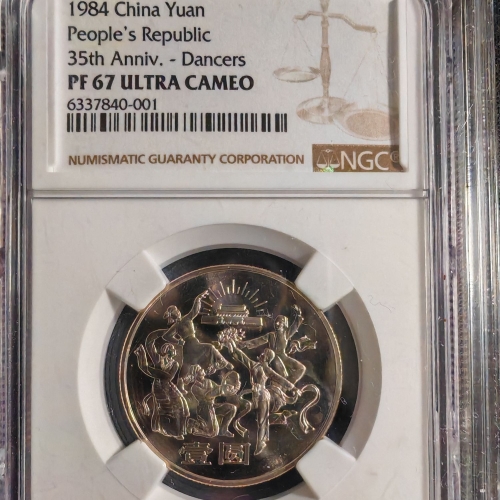 1984 China Yuan
People's Republic
35th Anniv. - Dancers
PF 67 ULTRA CAMEO
6337840-001
NUMISMATIC GUARANTY CORPORATION
NGC
壹圓